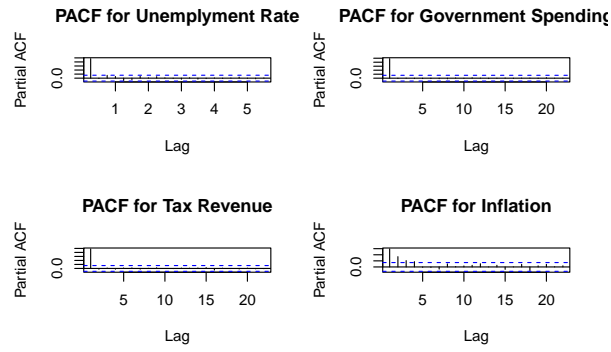 PACF for Unemplyment Rate
PACF for Government Spending
Partial ACF
0.0
1 2 3 4 5
Lag
Partial ACF
0.0
5 10 15 20
Lag
PACF for Tax Revenue
PACF for Inflation
Partial ACF
0.0
5 10 15 20
Lag
Partial ACF
0.0
5 10 15 20
Lag